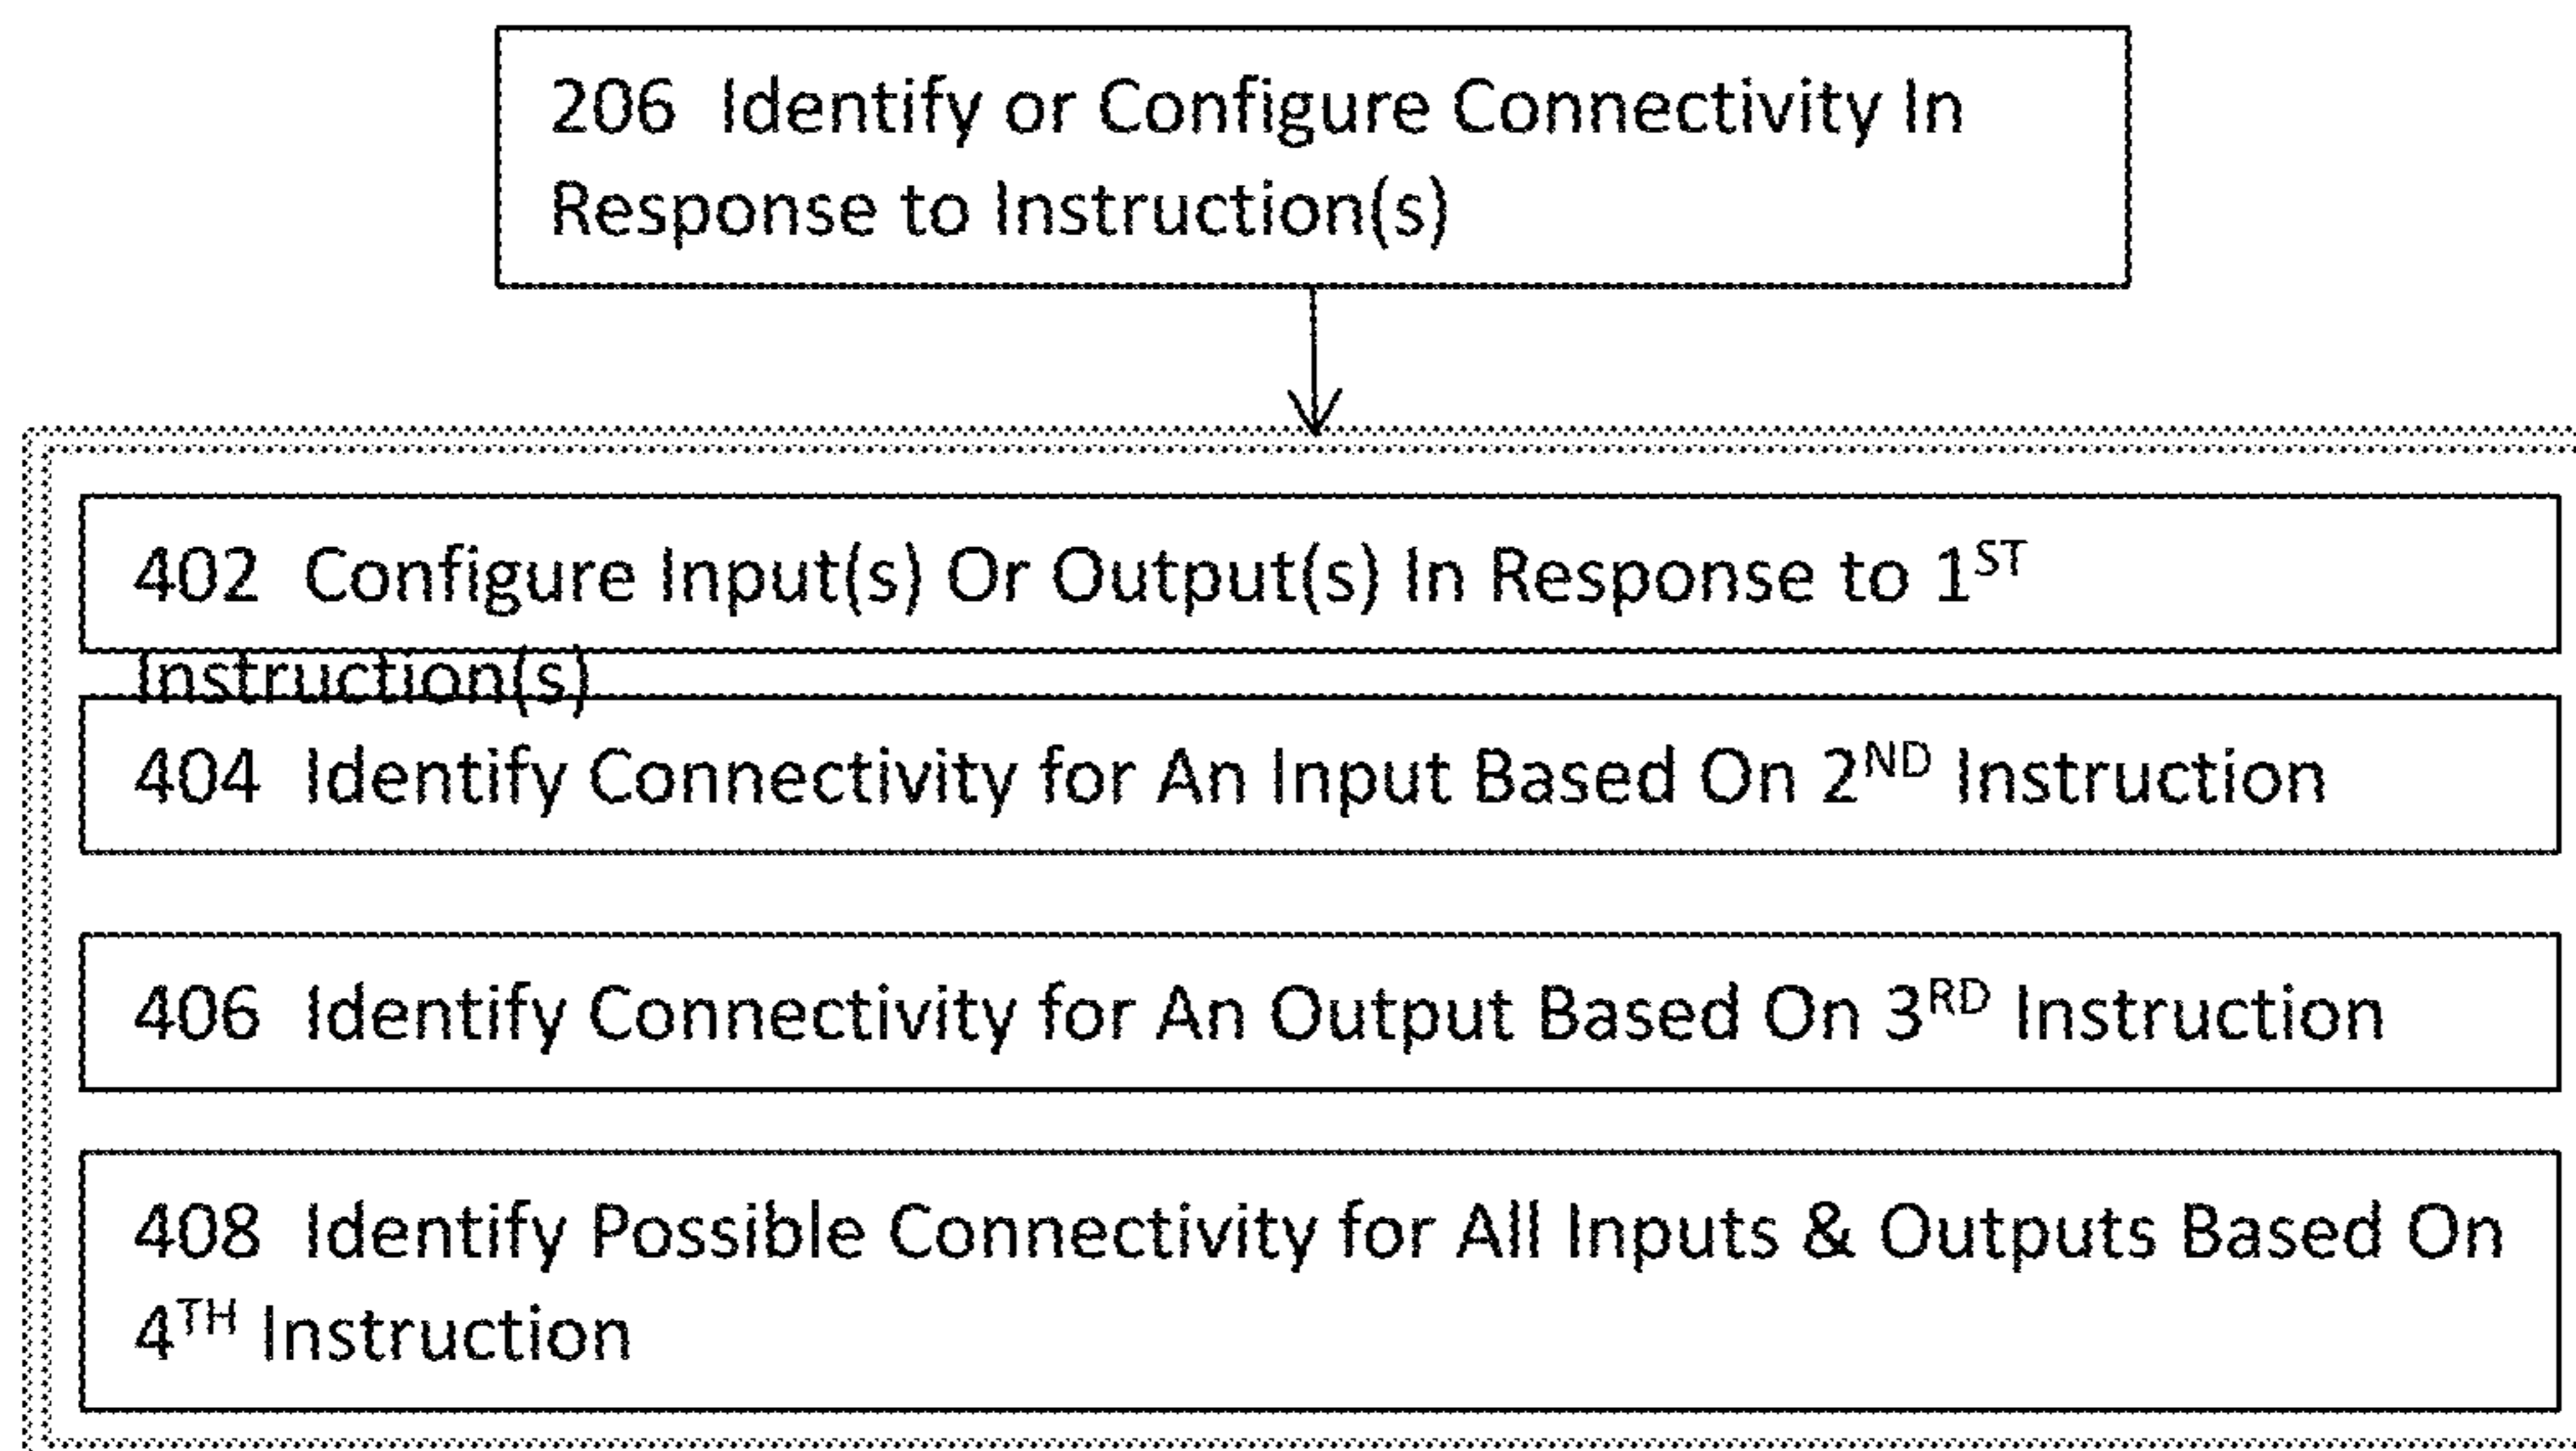 206 Identify or Configure Connectivity In
Response to Instruction(s)
402 Configure Input(s) Or Output(s) In Response to 1ST
Instruction(s)
404 Identify Connectivity for An Input Based On 2ND Instruction
406 Identify Connectivity for An Output Based On 3RD Instruction
408 Identify Possible Connectivity for All Inputs & Outputs Based On
4TH Instruction